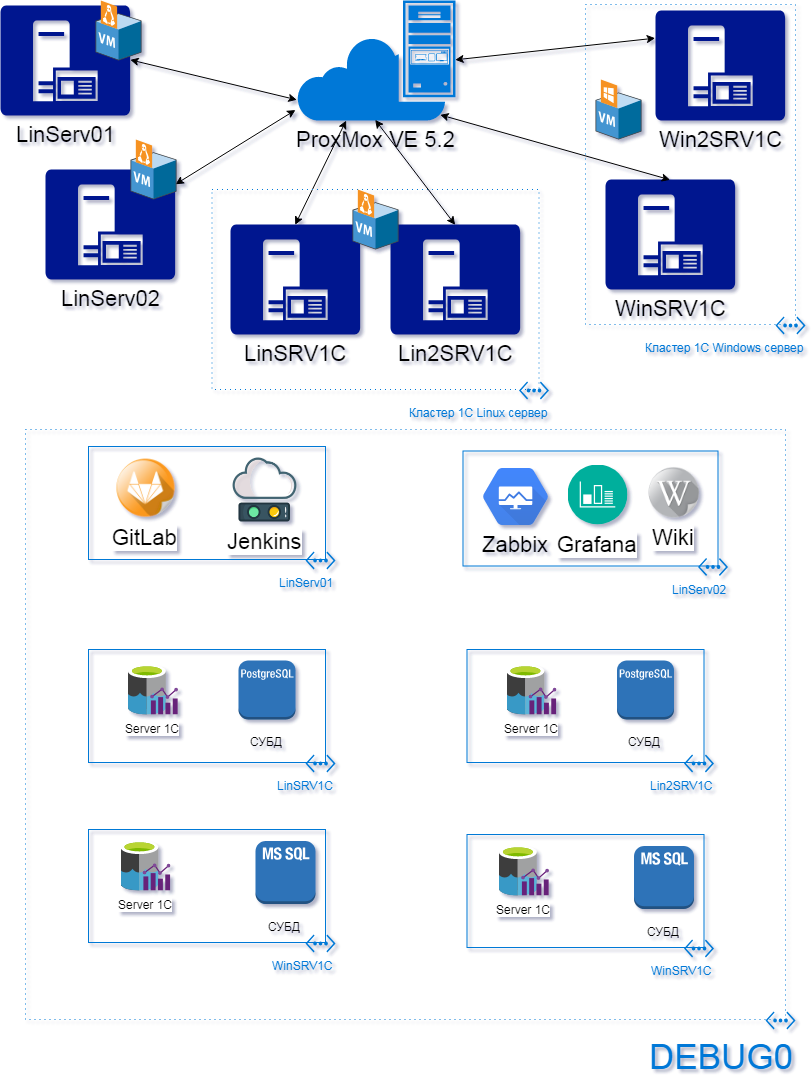 VM
LinServ01
ProxMox VE 5.2
VM
Win2SRV1C
VM
LinServ02
VM
WinSRV1C
LinSRV1C
Lin2SRV1C
Кластер 1С Windows сервер
Кластер 1С Linux сервер
GitLab
Jenkins
LinServ01
Zabbix
Grafana
W
Wiki
LinServ02
Server 1C
PostgreSQL
СУБД
LinSRV1C
Server 1C
PostgreSQL
СУБД
Lin2SRV1C
Server 1C
MS SQL
СУБД
WinSRV1C
Server 1C
MS SQL
СУБД
WinSRV1C
DEBUG0